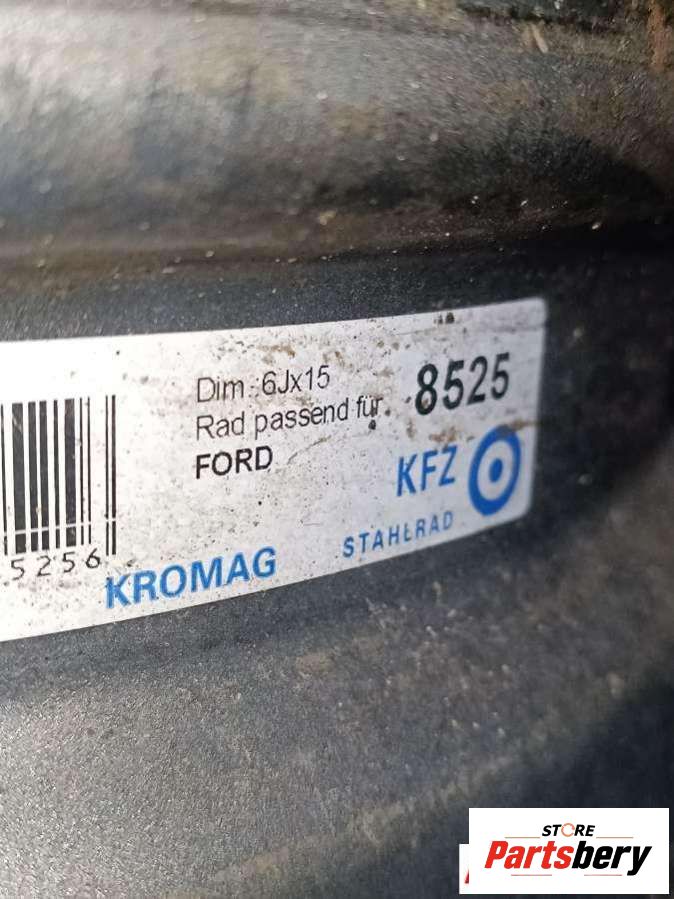 Dim.:6Jx15
Rad passend für.
FORD
8525
KFZ
STAHLRAD
KROMAG
5256
STORE
Partsbery